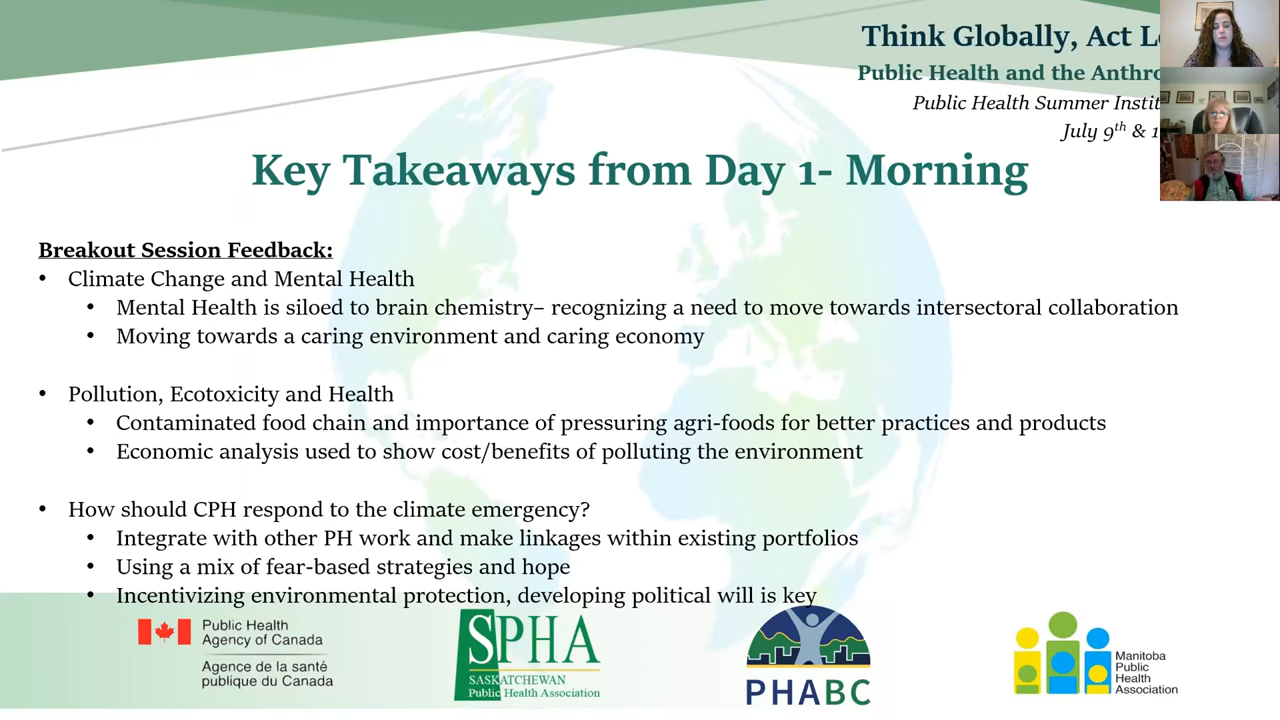 Think Globally, Act
Public Health and the
Public Health Summer
July 9th &
Key Takeaways from Day 1- Morning
Breakout Session Feedback:
• Climate Change and Mental Health
• Mental Health is siloed to brain chemistry– recognizing a need to move towards intersectoral collaboration
• Moving towards a caring environment and caring economy
• Pollution, Ecotoxicity and Health
• Contaminated food chain and importance of pressuring agri-foods for better practices and products
• Economic analysis used to show cost/benefits of polluting the environment
• How should CPH respond to the climate emergency?
• Integrate with other PH work and make linkages within existing portfolios
• Using a mix of fear-based strategies and hope
• Incentivizing environmental protection, developing political will is key
Public Health
Agency of Canada
Agence de la santé
publique du Canada
SPHA
SASKATCHEWAN
Public Health Association
PHABC
Manitoba
Public
Health
Association